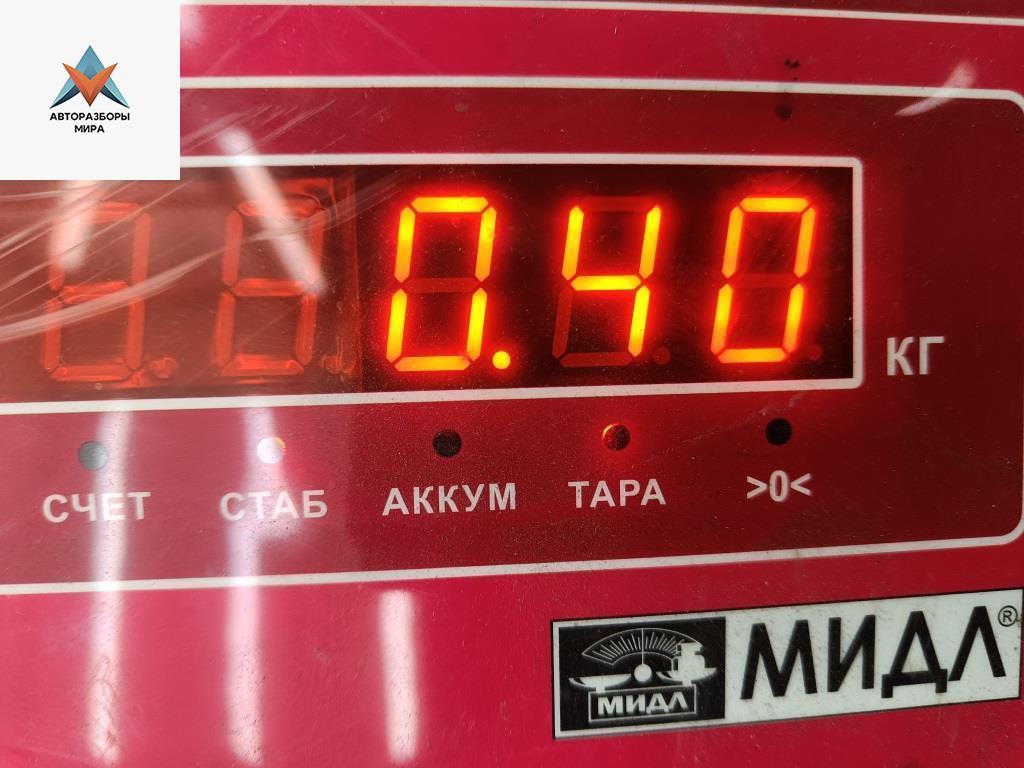 АВТОРАЗБОРЫ
МИРА
0.40
КГ
СЧЕТ СТАБ АККУМ ТАРА >0<
МИДЛ
МИДЛ®